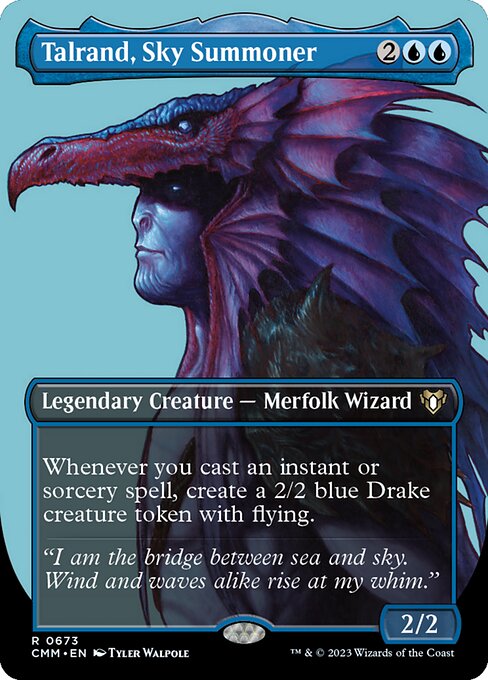 Talrand, Sky Summoner 2
Legendary Creature — Merfolk Wizard
Whenever you cast an instant or
sorcery spell, create a 2/2 blue Drake
creature token with flying.
“I am the bridge between sea and sky.
Wind and waves alike rise at my whim.”
2/2
R 0673
CMM • EN Tyler Walpole
™ & © 2023 Wizards of the Coast